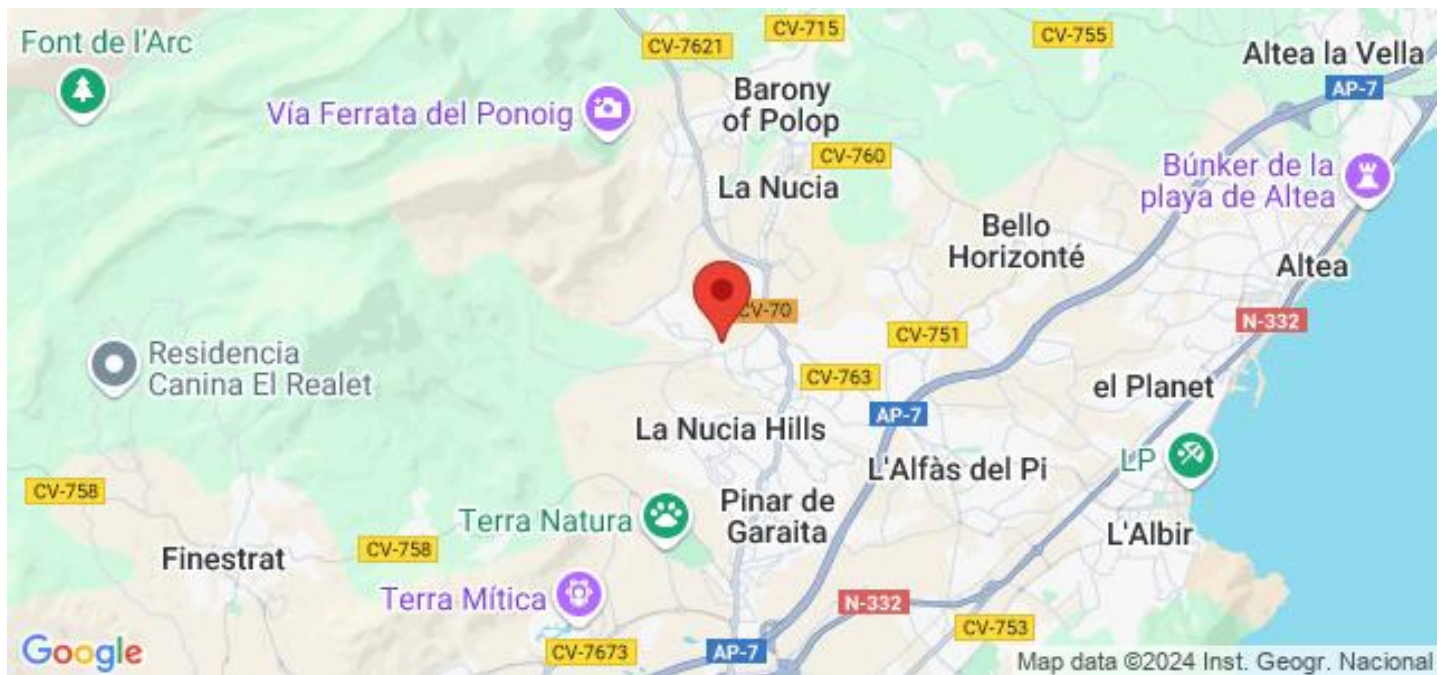 Font de l'Arc
CV-7621
CV-715
CV-755
Altea la Vella
AP-7
Vía Ferrata del Ponoig
Barony
of Polop
CV-760
Búnker de la
playa de Altea
La Nucia
Bello
Horizonté
Altea
CV-70
N-332
CV-751
Residencia
Canina El Realet
CV-763
el Planet
AP-7
La Nucia Hills
L'Alfàs del Pi
LP
CV-758
Terra Natura
Pinar de
Garaita
L'Albir
Finestrat
CV-758
Terra Mítica
N-332
CV-753
CV-7673
AP-7
Google
Map data ©2024 Inst. Geogr. Nacional